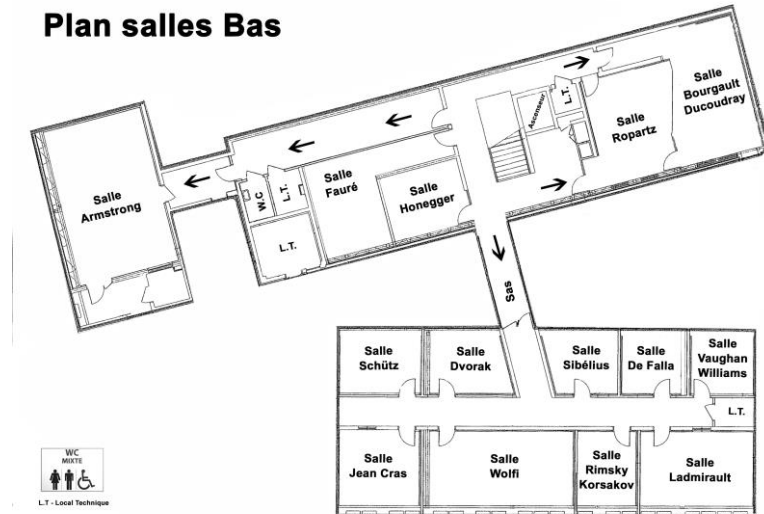 Plan salles Bas
Salle
Bourgault
Ducoudray
L.T.
Ascenseur
Salle
Ropartz
Salle
Fauré
Salle
Honegger
W.C
L.T.
L.T.
Salle
Armstrong
Sas
Salle
Schütz
Salle
Dvorak
Salle
Sibélius
Salle
De Falla
Salle
Vaughan
Williams
L.T.
Salle
Jean Cras
Salle
Wolfi
Salle
Rimsky
Korsakov
Salle
Ladmirault
WC
MIXTE
L.T - Local Technique